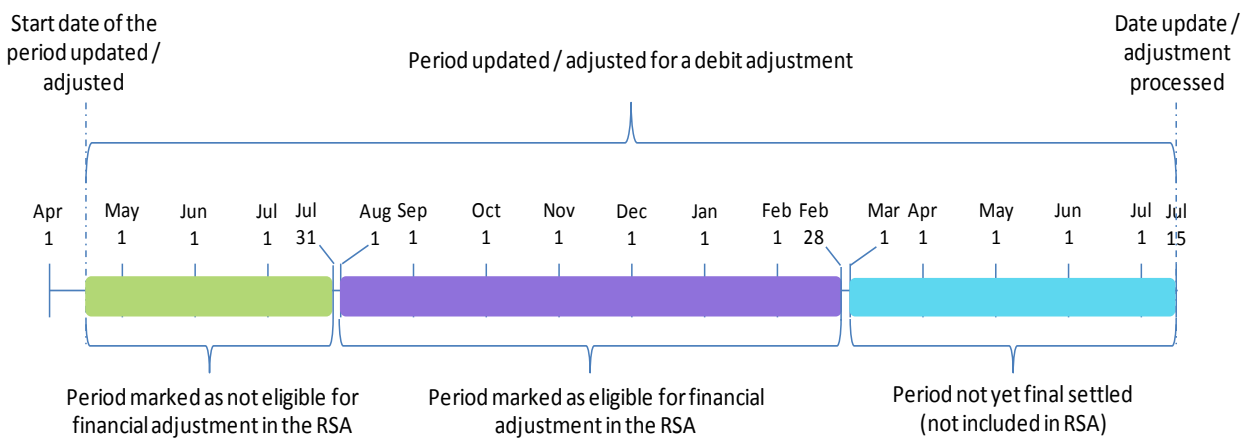 Start date of the
period updated /
adjusted
Period updated / adjusted for a debit adjustment
Date update /
adjustment
processed
Apr May Jun Jul Jul Aug Sep Oct Nov Dec Jan Feb Feb Mar Apr May Jun Jul Jul
1 1 1 1 31 1 1 1 1 1 1 1 28 1 1 1 1 1 15
Period marked as not eligible for
financial adjustment in the RSA
Period marked as eligible for financial
adjustment in the RSA
Period not yet final settled
(not included in RSA)